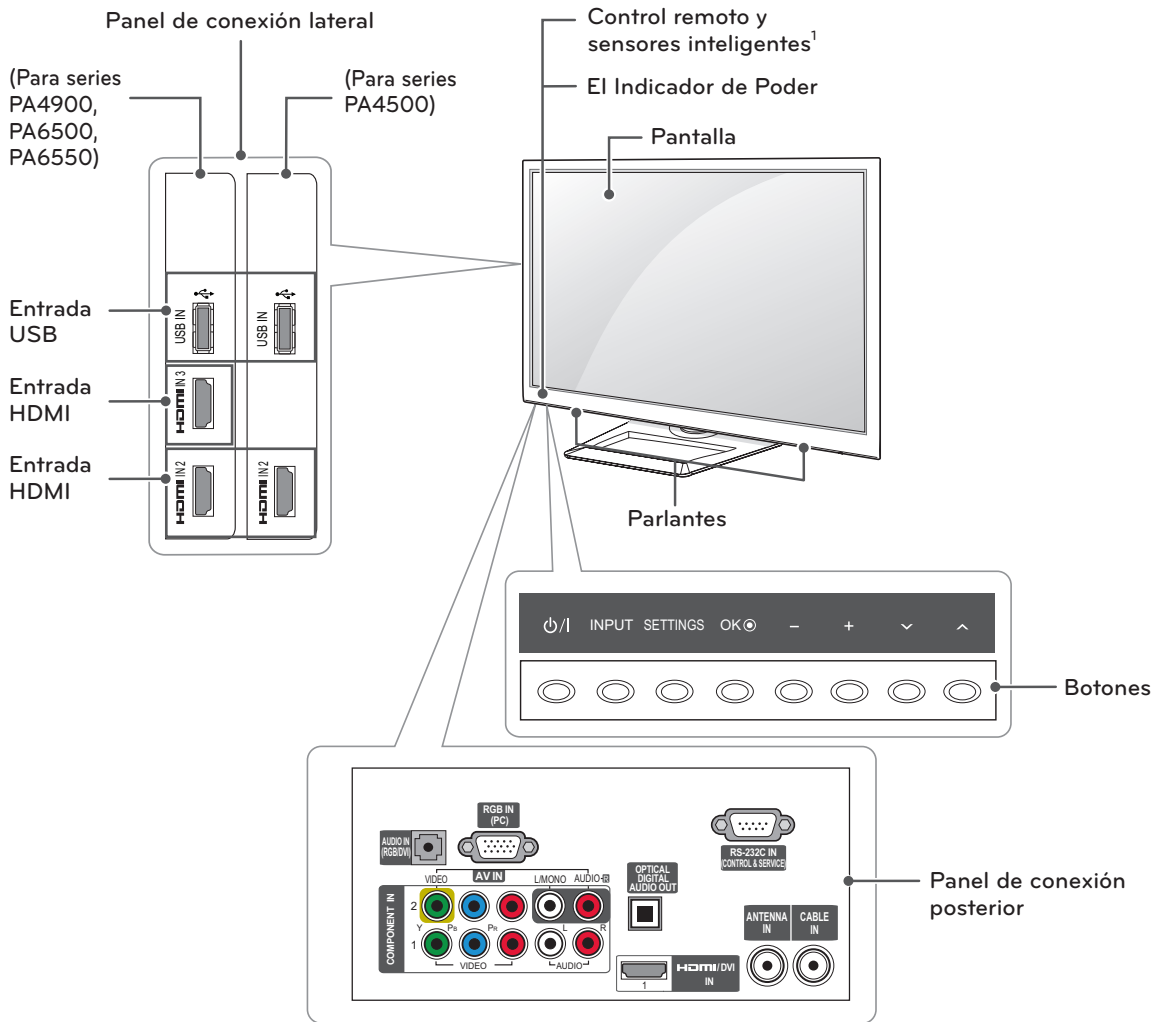 Panel de conexión lateral
(Para series
PA4900,
PA6500,
PA6550)
(Para series
PA4500)
Control remoto y
sensores inteligentes¹
El Indicador de Poder
Pantalla
Entrada
USB
USB IN
USB IN
Entrada
HDMI
HDMI IN 3
Entrada
HDMI
HDMI IN 2
HDMI IN 2
Parlantes
⏻/I INPUT SETTINGS OK⦿ – + ⌵ ⌃
Botones
RGB IN
(PC)
AUDIO IN
(RGB/DVI)
RS-232C IN
(CONTROL & SERVICE)
VIDEO AV IN L/MONO AUDIO R
OPTICAL
DIGITAL
AUDIO OUT
COMPONENT IN
2
Y PB PR L R
1
VIDEO AUDIO
ANTENNA
IN
CABLE
IN
HDMI/DVI
IN
1
Panel de conexión
posterior